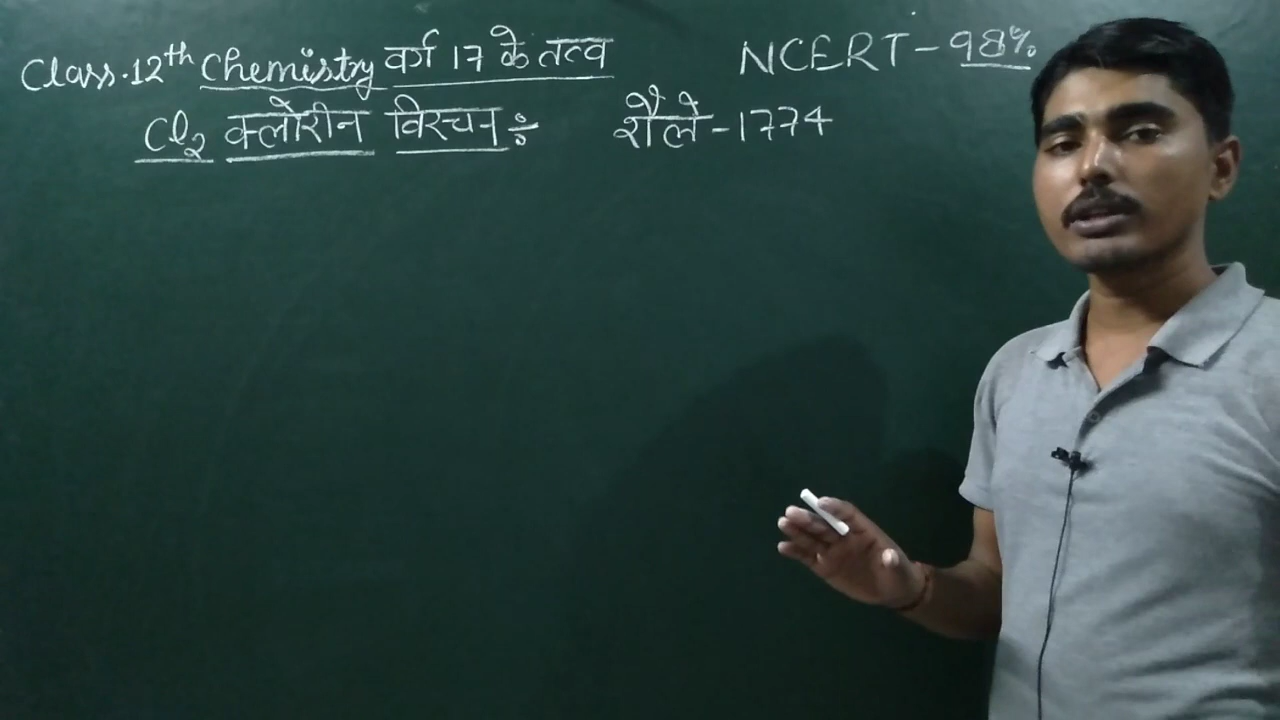 Class.12th Chemistry वर्ग 17 के तत्व NCERT-98%
Cl2 क्लोरीन विरचन ÷ शैले-1774